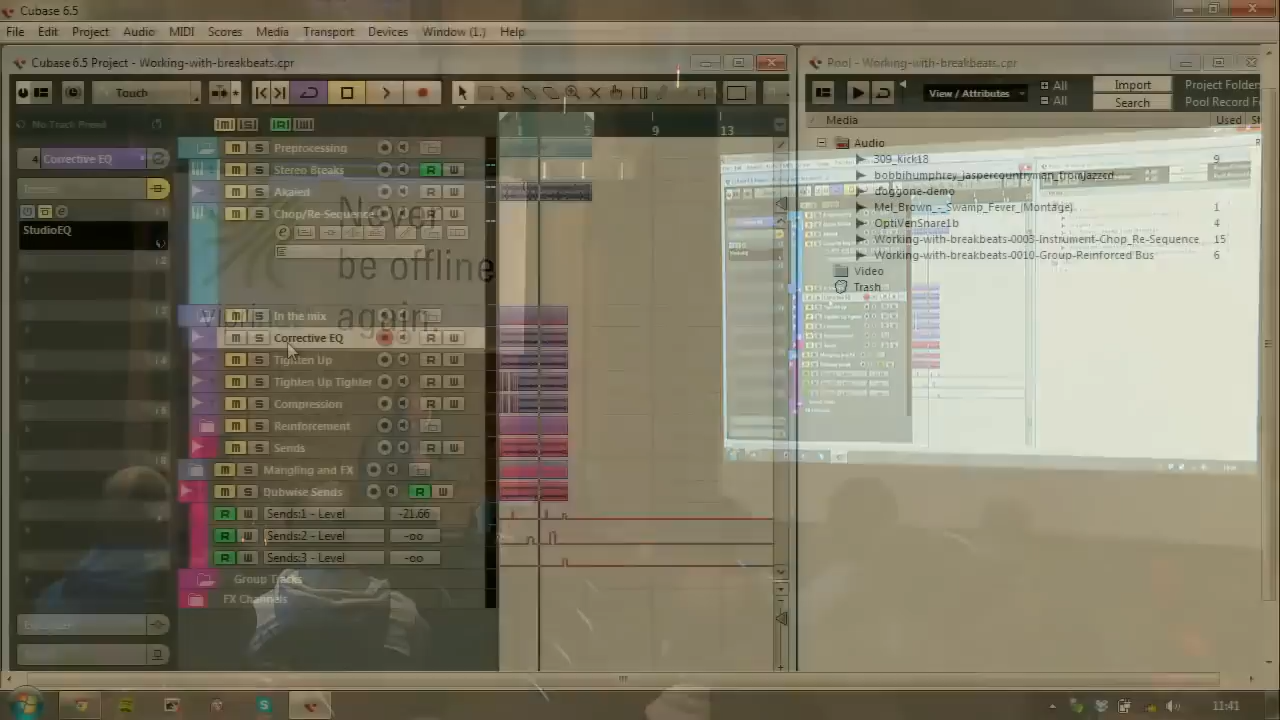 Cubase 6.5
File Edit Project Audio MIDI Scores Media Transport Devices Window (1.) Help
Cubase 6.5 Project - Working-with-breakbeats.cpr
Pool - Working-with-breakbeats.cpr
Touch
View / Attributes
All
All
Import
Search
Project Folder
Pool Record F
No Track Preset
1 5 9 13
Media
Used
St
4 Corrective EQ
StudioEQ
Preprocessing
Stereo Breaks
Akaied
Chop/Re-Sequence
In the mix
Corrective EQ
Tighten Up
Tighten Up Tighter
Compression
Reinforcement
Sends
Mangling and FX
Dubwise Sends
Sends:1 - Level -21.66
Sends:2 - Level -oo
Sends:3 - Level -oo
Group Tracks
FX Channels
Never
be offline
again.
Audio
309_kick18 9
bobbihumphrey_jaspercountryman_fromjazzcd
doggone-demo
Mel_Brown_-_Swamp_Fever_(Montage) 1
OptiVenShare1b 4
Working-with-breakbeats-0003-Instrument-Chop_Re-Sequence 15
Working-with-breakbeats-0010-Group-Reinforced Bus 6
Video
Trash
11:41